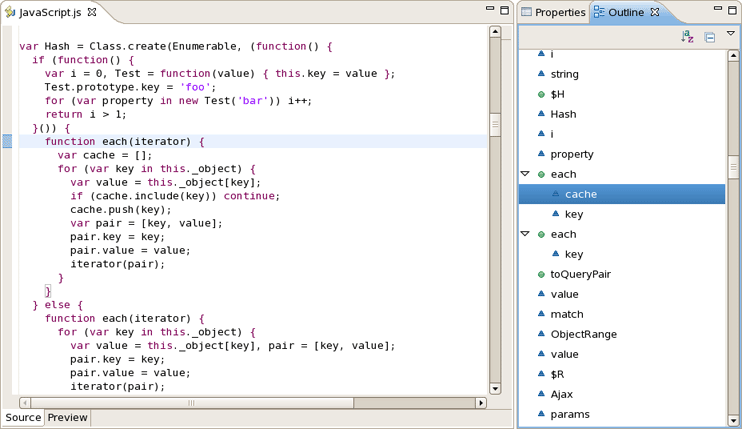 JavaScript.js
var Hash = Class.create(Enumerable, (function() {
  if (function() {
    var i = 0, Test = function(value) { this.key = value };
    Test.prototype.key = 'foo';
    for (var property in new Test('bar')) i++;
    return i > 1;
  }()) {
    function each(iterator) {
      var cache = [];
      for (var key in this._object) {
        var value = this._object[key];
        if (cache.include(key)) continue;
        cache.push(key);
        var pair = [key, value];
        pair.key = key;
        pair.value = value;
        iterator(pair);
      }
    }
  } else {
    function each(iterator) {
      for (var key in this._object) {
        var value = this._object[key], pair = [key, value];
        pair.key = key;
        pair.value = value;
        iterator(pair);
Source Preview
Properties Outline
i
string
$H
Hash
i
property
each
cache
key
each
key
toQueryPair
value
match
ObjectRange
value
$R
Ajax
params